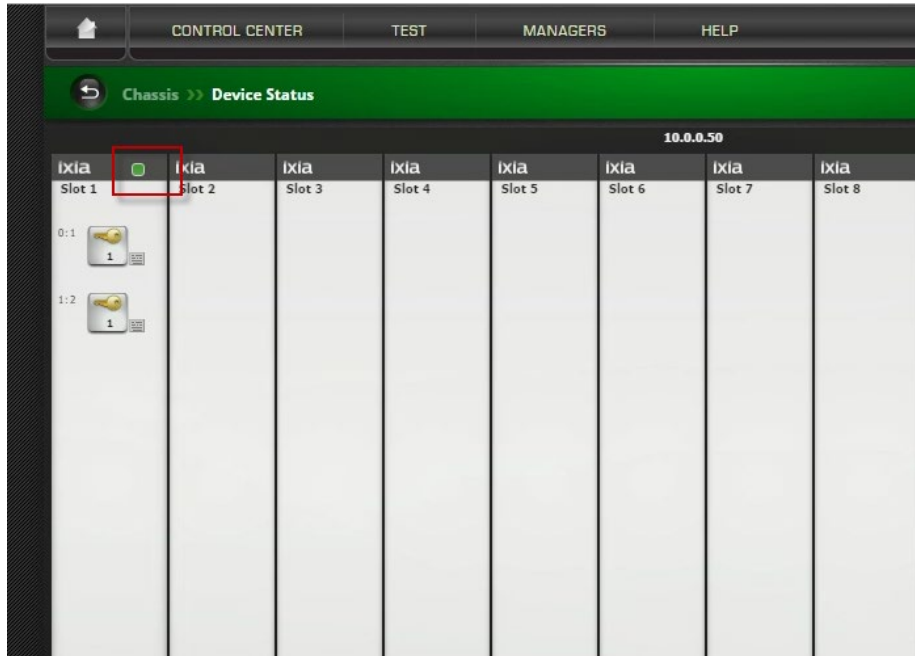 CONTROL CENTER TEST MANAGERS HELP
Chassis >> Device Status
10.0.0.50
ixia ixia ixia ixia ixia ixia ixia ixia
Slot 1 Slot 2 Slot 3 Slot 4 Slot 5 Slot 6 Slot 7 Slot 8
0:1
1
1:2
1